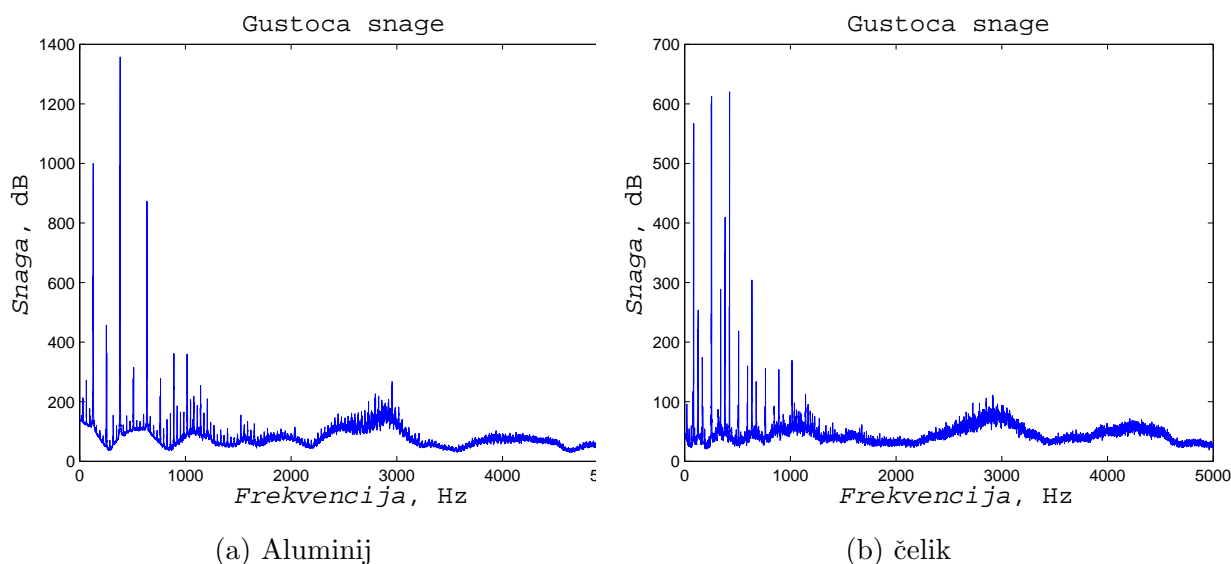 Gustoca snage
1400
1200
1000
800
600
400
200
0
Snaga, dB
0 1000 2000 3000 4000 5
Frekvencija, Hz
(a) Aluminij
Gustoca snage
700
600
500
400
300
200
100
0
Snaga, dB
0 1000 2000 3000 4000 5000
Frekvencija, Hz
(b) čelik